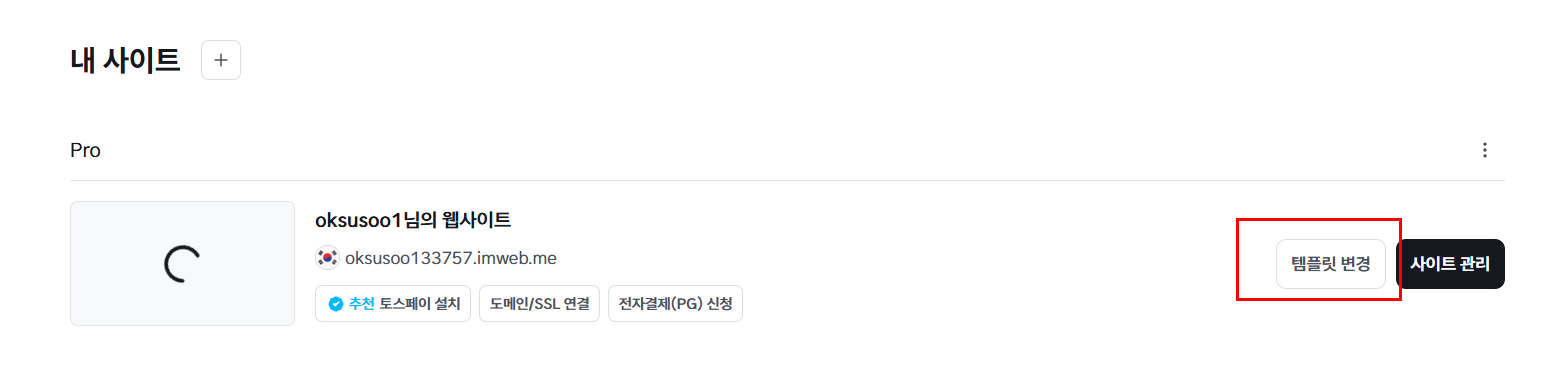 내 사이트 +
Pro
oksusoo1님의 웹사이트
oksusoo133757.imweb.me
추천 토스페이 설치 도메인/SSL 연결 전자결제(PG) 신청
템플릿 변경 사이트 관리